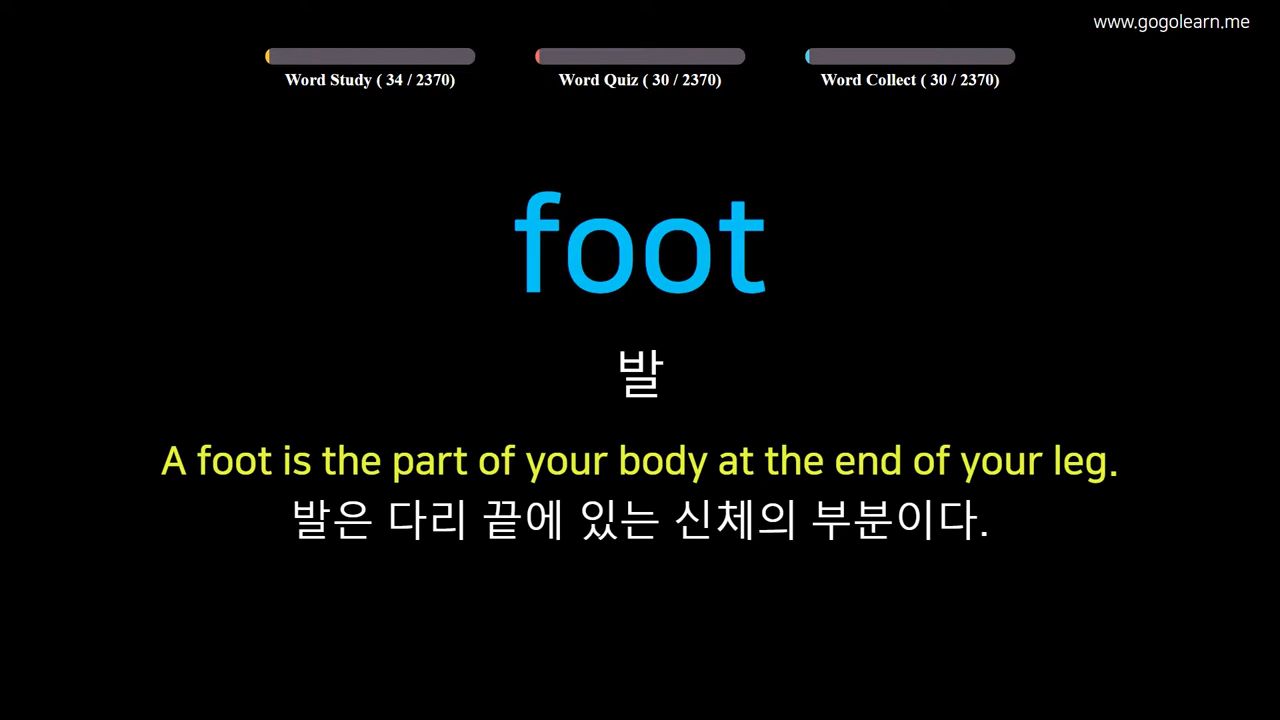 www.gogolearn.me
Word Study ( 34 / 2370)
Word Quiz ( 30 / 2370)
Word Collect ( 30 / 2370)
foot
발
A foot is the part of your body at the end of your leg.
발은 다리 끝에 있는 신체의 부분이다.